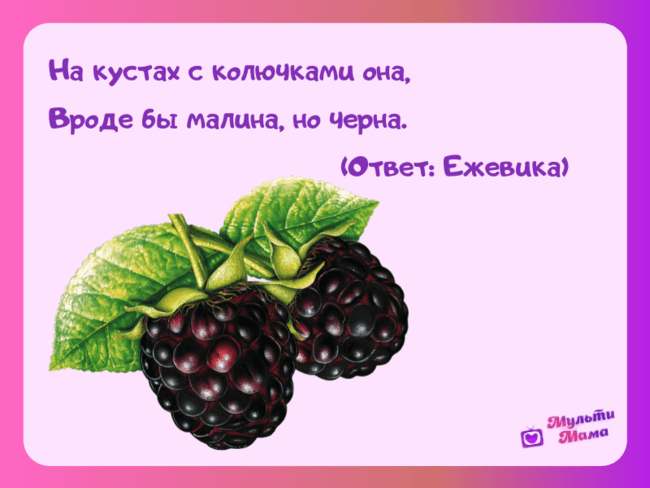 На кустах с колючками она,
Вроде бы малина, но черна.
(Ответ: Ежевика)
Мульти
Мама